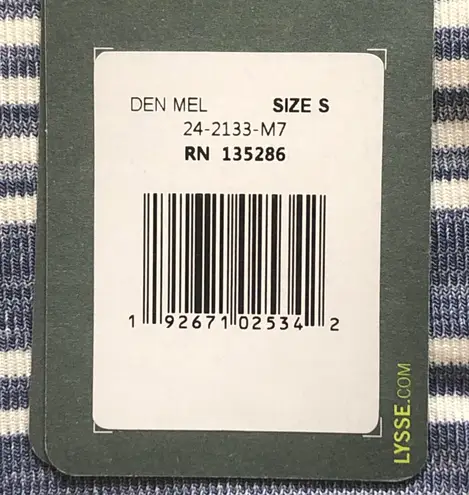 DEN MEL SIZE S
24-2133-M7
RN 135286
1 92671 02534 2
LYSSE.COM